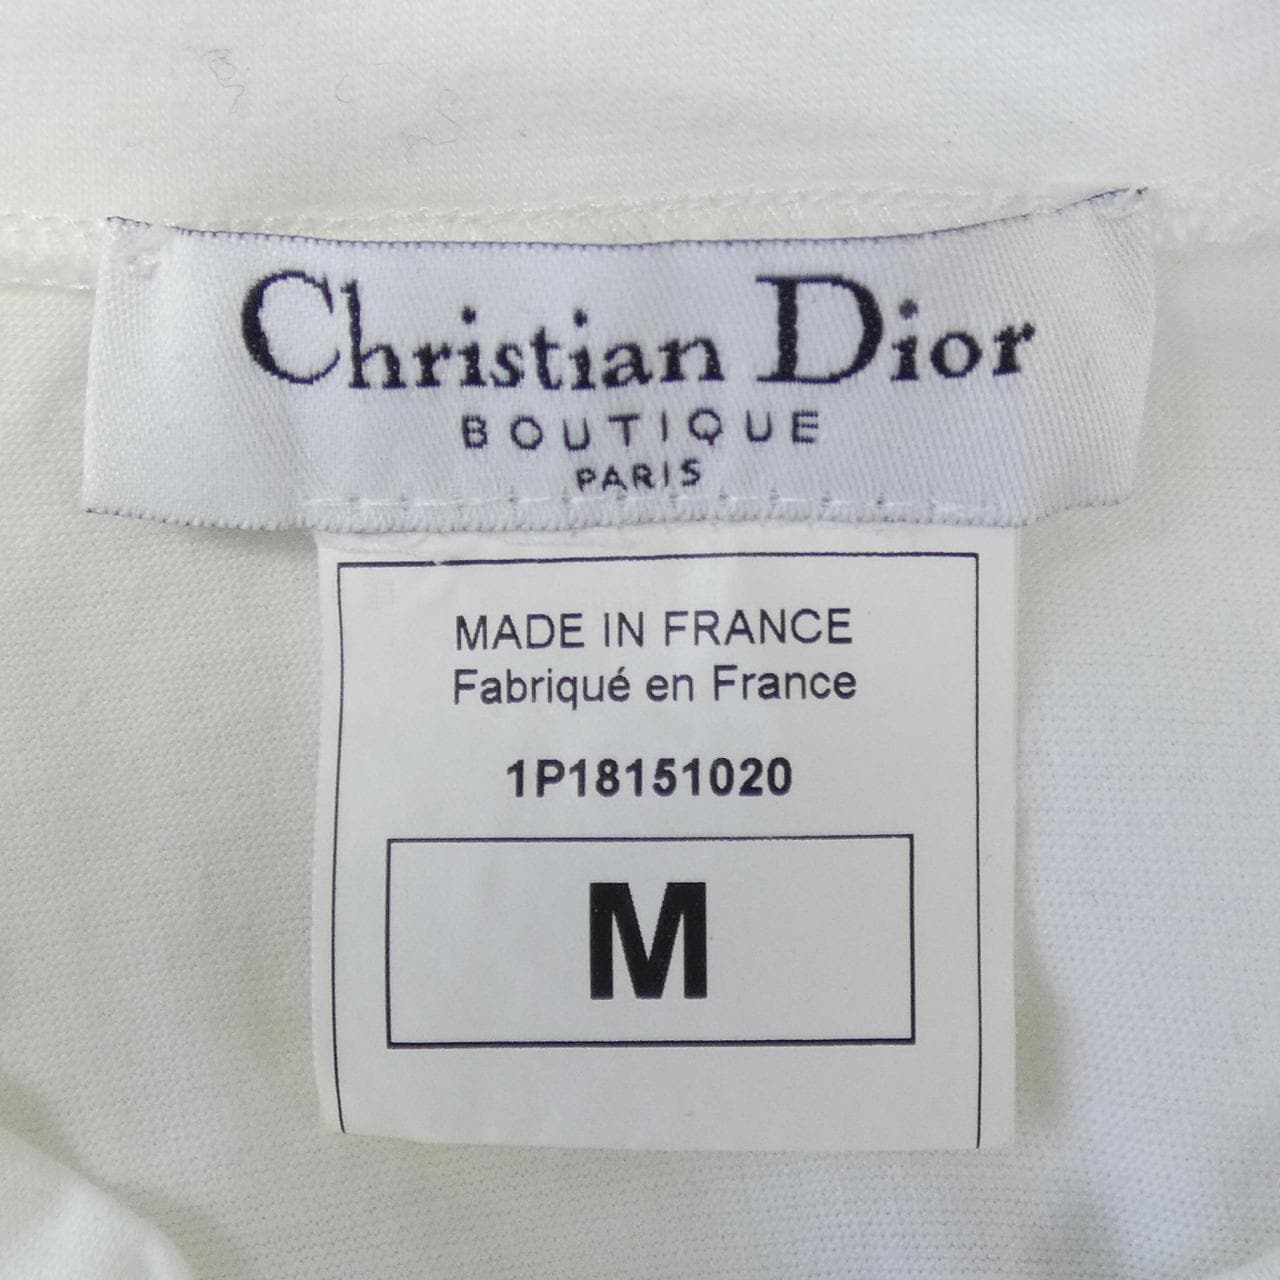 Christian Dior
BOUTIQUE
PARIS
MADE IN FRANCE
Fabriqué en France
1P18151020
M